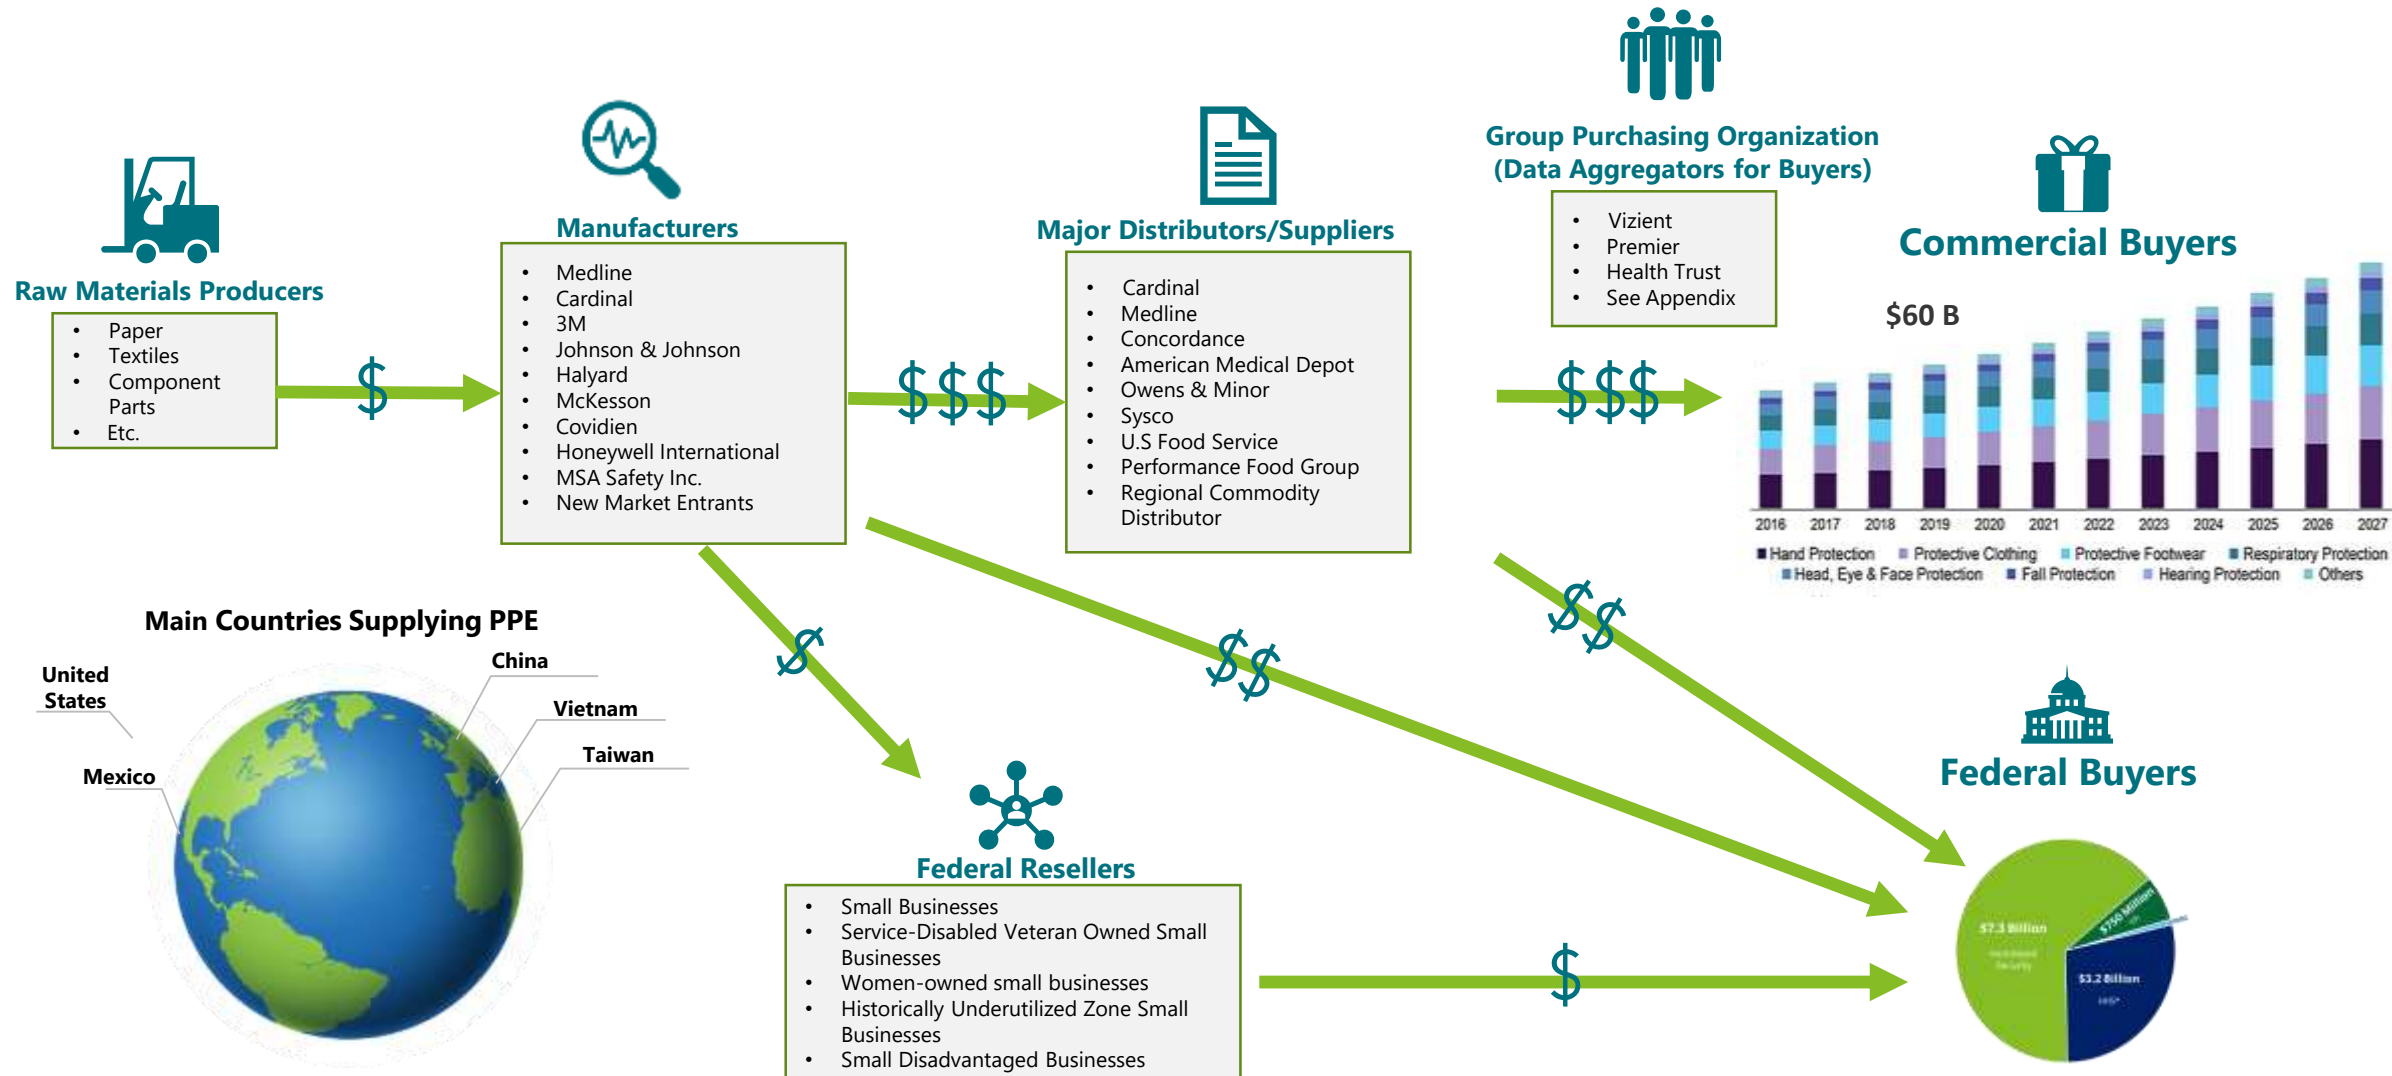 Raw Materials Producers
• Paper
• Textiles
• Component
Parts
• Etc.
$
Manufacturers
• Medline
• Cardinal
• 3M
• Johnson & Johnson
• Halyard
• McKesson
• Covidien
• Honeywell International
• MSA Safety Inc.
• New Market Entrants
$$$
Major Distributors/Suppliers
• Cardinal
• Medline
• Concordance
• American Medical Depot
• Owens & Minor
• Sysco
• U.S Food Service
• Performance Food Group
• Regional Commodity
Distributor
Group Purchasing Organization
(Data Aggregators for Buyers)
• Vizient
• Premier
• Health Trust
• See Appendix
$$$
Commercial Buyers
$60 B
2016 2017 2018 2019 2020 2021 2022 2023 2024 2025 2026 2027
Hand Protection Protective Clothing Protective Footwear Respiratory Protection
Head, Eye & Face Protection Fall Protection Hearing Protection Others
$
$$
$$
Main Countries Supplying PPE
United
States
Mexico
China
Vietnam
Taiwan
Federal Resellers
• Small Businesses
• Service-Disabled Veteran Owned Small
Businesses
• Women-owned small businesses
• Historically Underutilized Zone Small
Businesses
• Small Disadvantaged Businesses
$
Federal Buyers
$7.3 Billion
Security
$750 Million
$3.2 Billion
HHS*